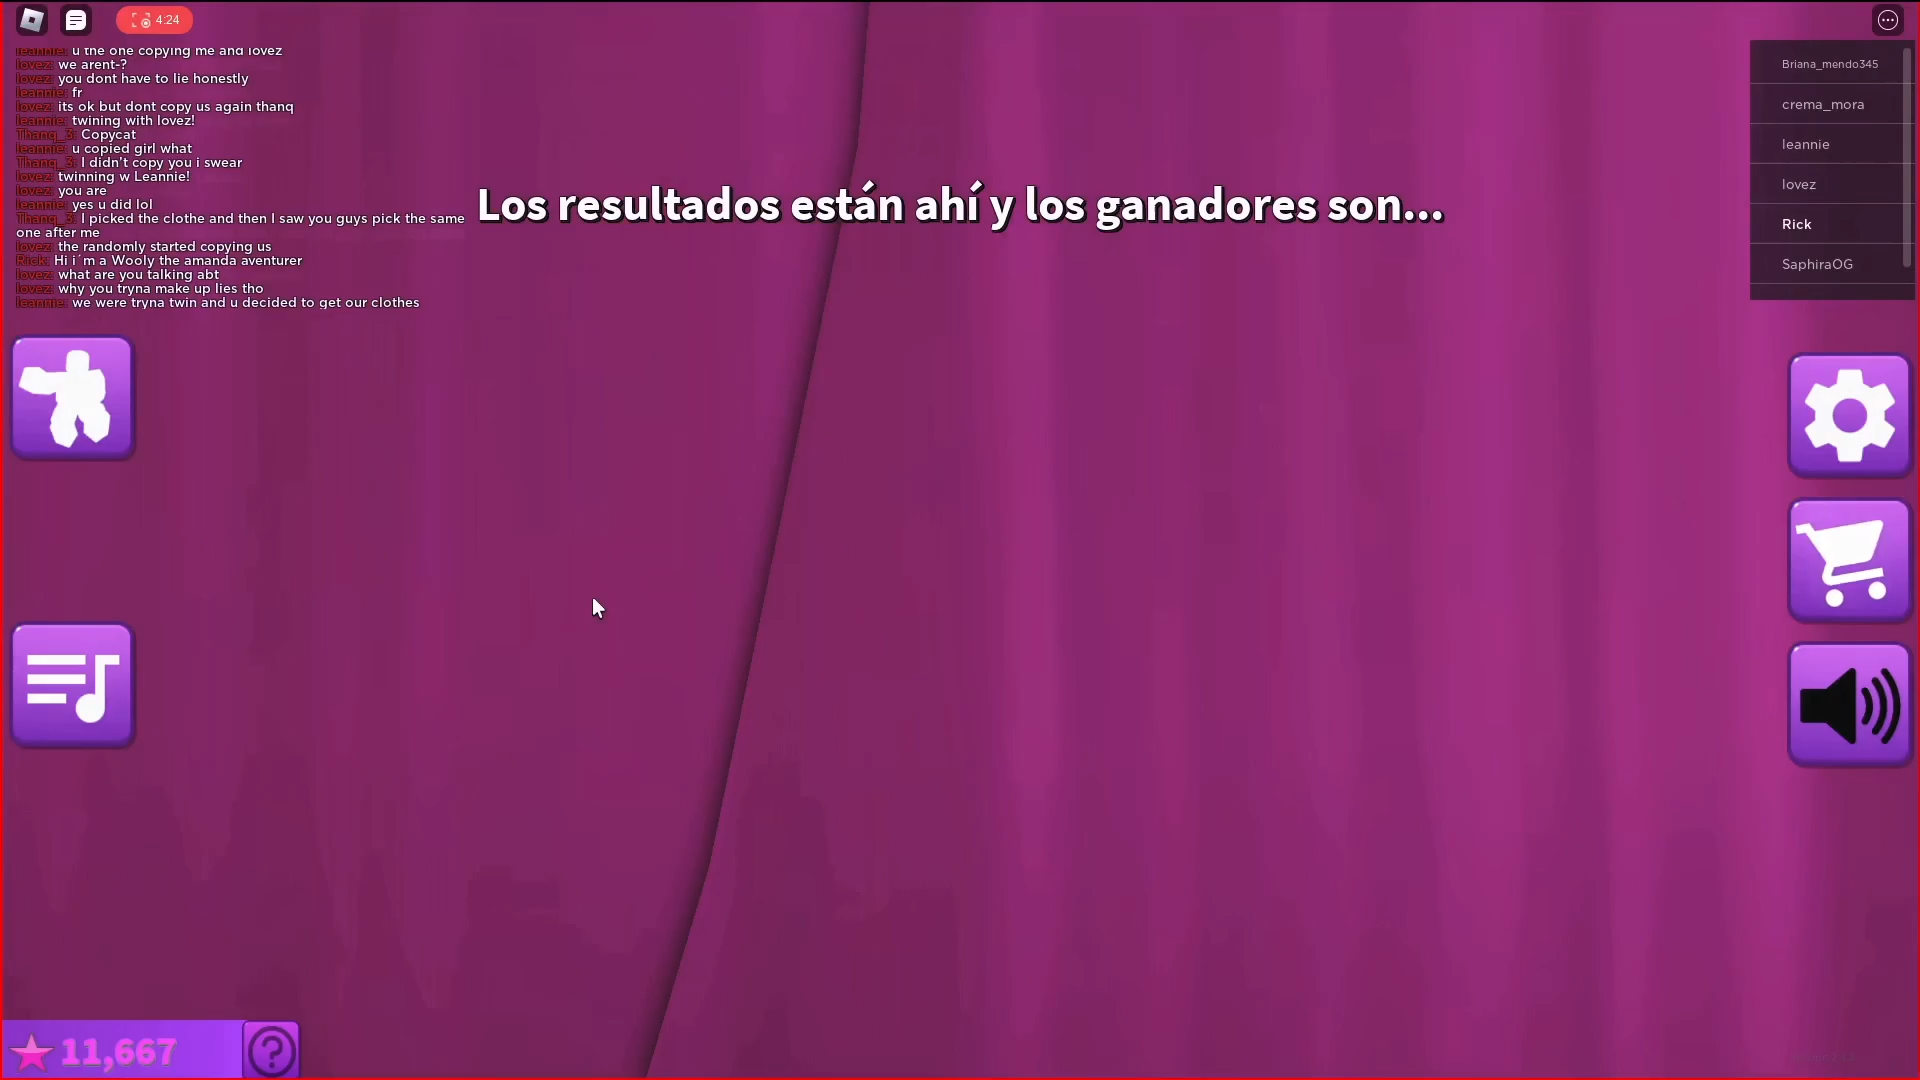 4:24
leannie: u the one copying me and lovez
lovez: we arent-?
lovez: you dont have to lie honestly
leannie: fr
lovez: its ok but dont copy us again thanq
leannie: twining with lovez!
Thanq_3: Copycat
leannie: u copied girl what
Thanq_3: I didn't copy you i swear
lovez: twinning w Leannie!
lovez: you are
leannie: yes u did lol
Thanq_3: I picked the clothe and then I saw you guys pick the same
one after me
lovez: the randomly started copying us
Rick: Hi i´m a Wooly the amanda aventurer
lovez: what are you talking abt
lovez: why you tryna make up lies tho
leannie: we were tryna twin and u decided to get our clothes
Los resultados están ahí y los ganadores son...
Briana_mendo345
crema_mora
leannie
lovez
Rick
SaphiraOG
11,667